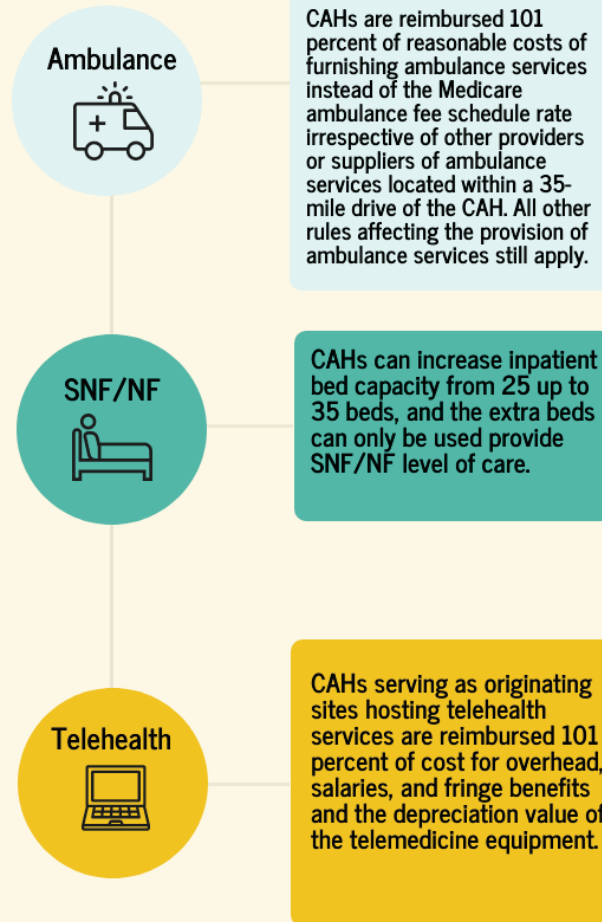 Ambulance
CAHs are reimbursed 101
percent of reasonable costs of
furnishing ambulance services
instead of the Medicare
ambulance fee schedule rate
irrespective of other providers
or suppliers of ambulance
services located within a 35-
mile drive of the CAH. All other
rules affecting the provision of
ambulance services still apply.
SNF/NF
CAHs can increase inpatient
bed capacity from 25 up to
35 beds, and the extra beds
can only be used provide
SNF/NF level of care.
Telehealth
CAHs serving as originating
sites hosting telehealth
services are reimbursed 101
percent of cost for overhead,
salaries, and fringe benefits
and the depreciation value of
the telemedicine equipment.